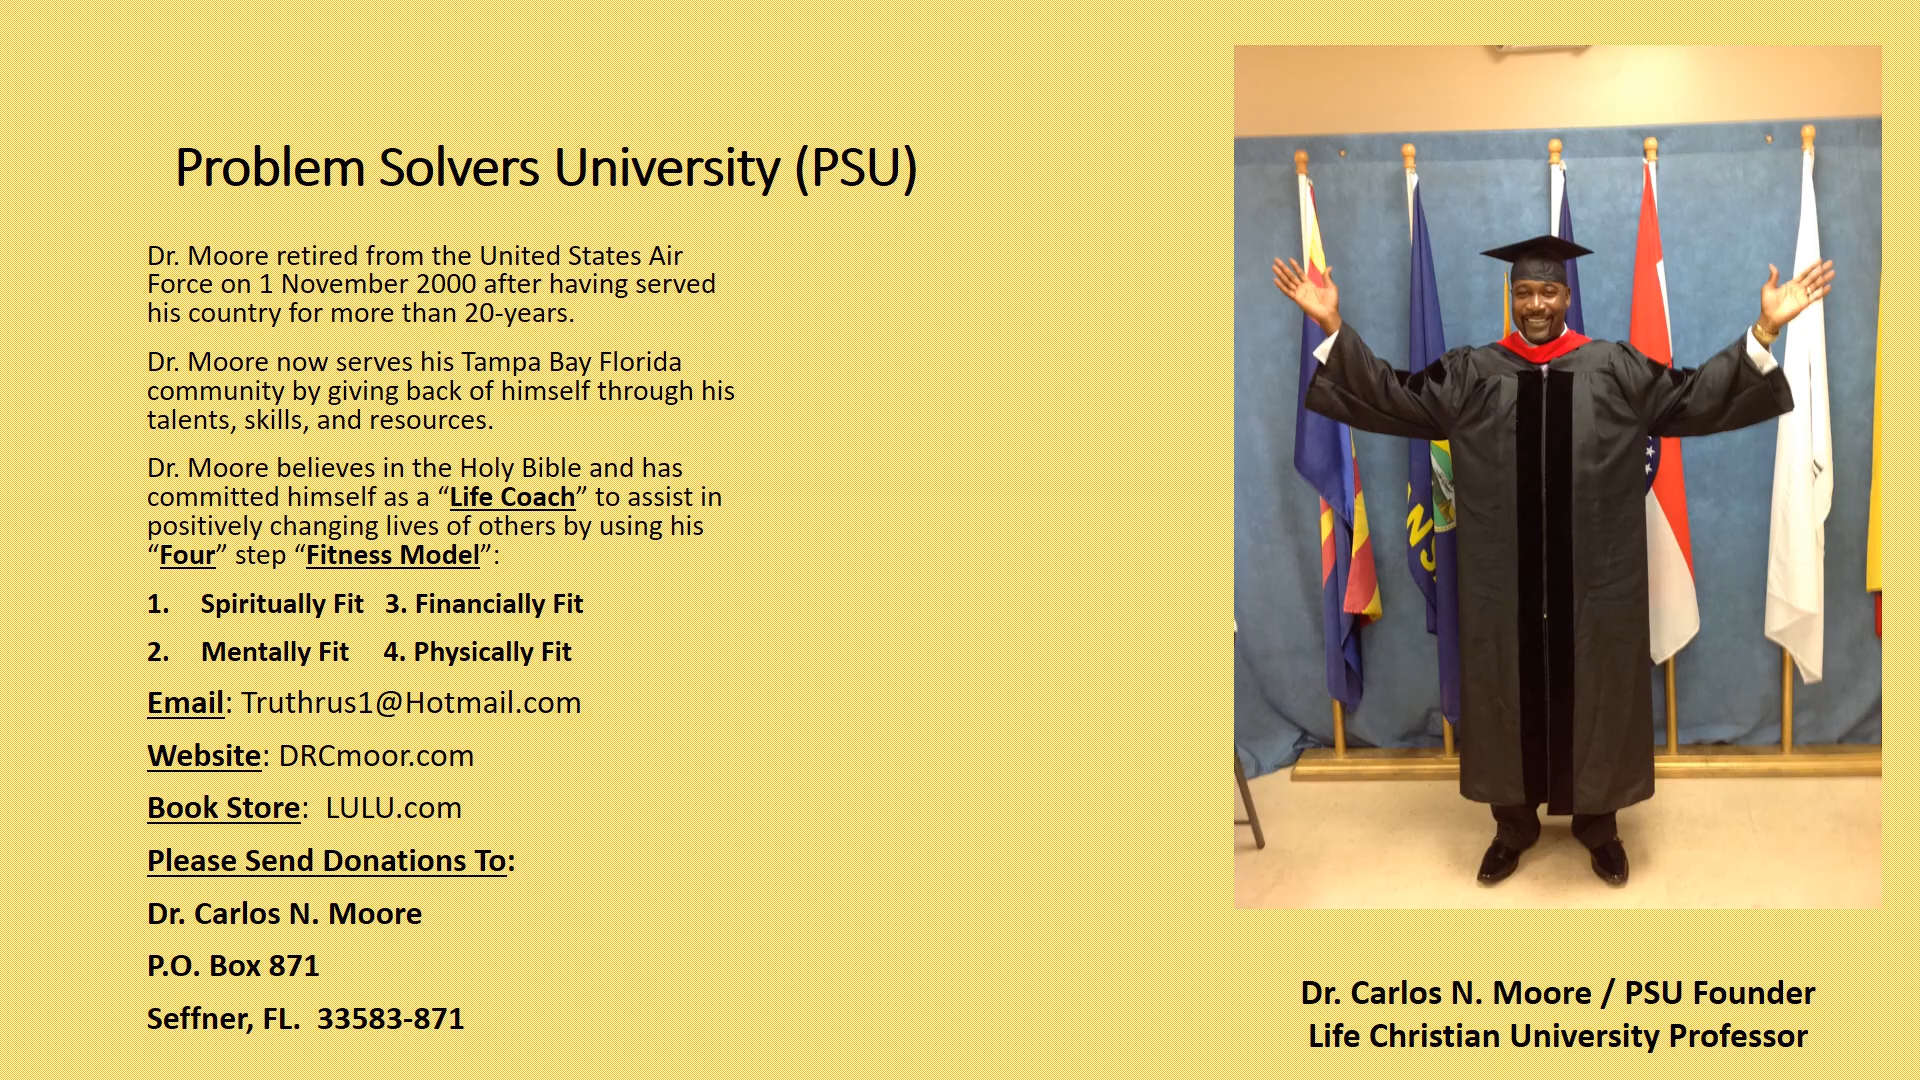 Problem Solvers University (PSU)
Dr. Moore retired from the United States Air
Force on 1 November 2000 after having served
his country for more than 20-years.
Dr. Moore now serves his Tampa Bay Florida
community by giving back of himself through his
talents, skills, and resources.
Dr. Moore believes in the Holy Bible and has
committed himself as a “Life Coach” to assist in
positively changing lives of others by using his
“Four” step “Fitness Model”:
1. Spiritually Fit 3. Financially Fit
2. Mentally Fit 4. Physically Fit
Email: Truthrus1@Hotmail.com
Website: DRCmoor.com
Book Store: LULU.com
Please Send Donations To:
Dr. Carlos N. Moore
P.O. Box 871
Seffner, FL. 33583-871
Dr. Carlos N. Moore / PSU Founder
Life Christian University Professor